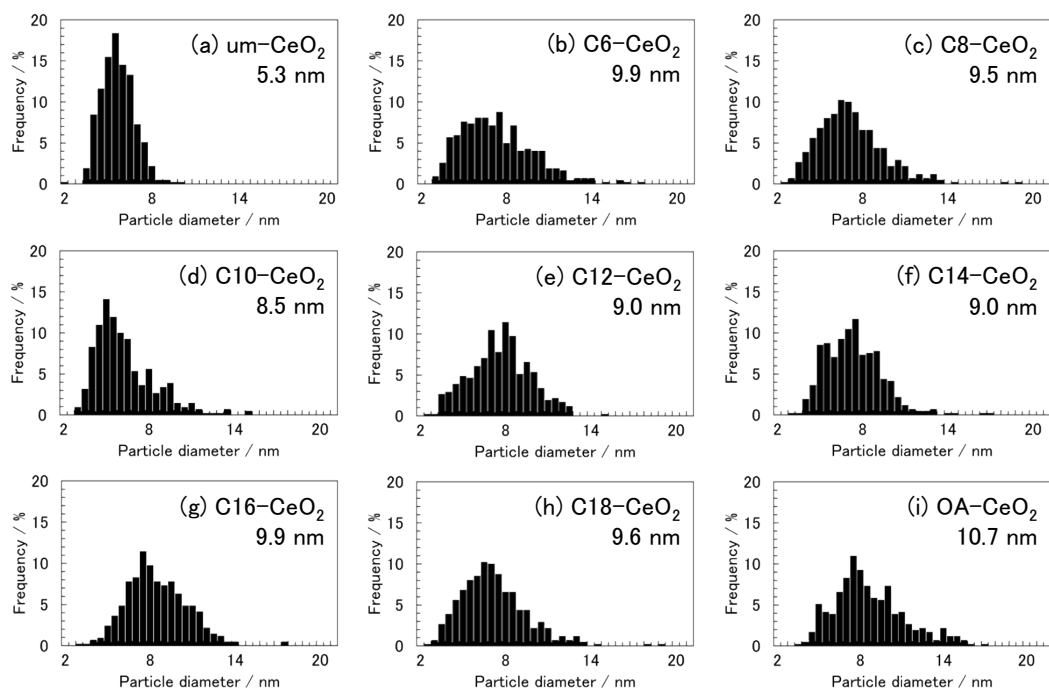 20
15
10
5
0
Frequency / %
(a) um-CeO₂
5.3 nm
2 8 14 20
Particle diameter / nm
20
15
10
5
0
Frequency / %
(b) C6-CeO₂
9.9 nm
2 8 14 20
Particle diameter / nm
20
15
10
5
0
Frequnecy / %
(c) C8-CeO₂
9.5 nm
2 8 14 20
Particle diameter / nm
20
15
10
5
0
Frequency / %
(d) C10-CeO₂
8.5 nm
2 8 14 20
Particle diameter / nm
20
15
10
5
0
Frequency / %
(e) C12-CeO₂
9.0 nm
2 8 14 20
Particle diameter / nm
20
15
10
5
0
Frequency / %
(f) C14-CeO₂
9.0 nm
2 8 14 20
Particle diameter / nm
20
15
10
5
0
Frequency / %
(g) C16-CeO₂
9.9 nm
2 8 14 20
Particle diameter / nm
20
15
10
5
0
Frequency / %
(h) C18-CeO₂
9.6 nm
2 8 14 20
Particle diameter / nm
20
15
10
5
0
Frequency / %
(i) OA-CeO₂
10.7 nm
2 8 14 20
Particle diameter / nm